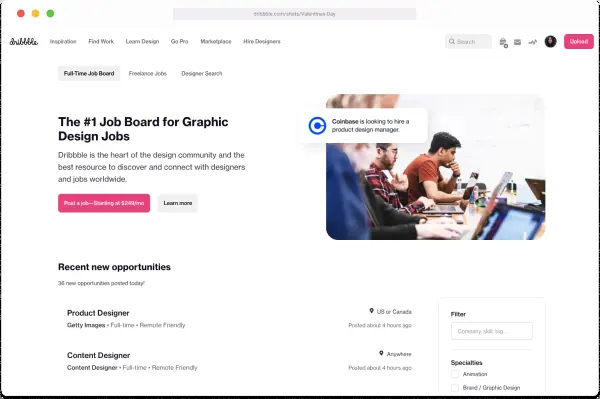 dribbble.com/shots/Valentines-Day
dribbble
Inspiration Find Work Learn Design Go Pro Marketplace Hire Designers
Search
Upload
Full-Time Job Board Freelance Jobs Designer Search
The #1 Job Board for Graphic
Design Jobs
Dribbble is the heart of the design community and the
best resource to discover and connect with designers
and jobs worldwide.
Post a job—Starting at $249/mo Learn more
Coinbase is looking to hire a
product design manager.
Recent new opportunities
36 new opportunities posted today!
Product Designer
Getty Images • Full-time • Remote Friendly
US or Canada
Posted about 4 hours ago
Content Designer
Content Designer • Full-time • Remote Friendly
Anywhere
Posted about 4 hours ago
Filter
Company, skill, tag...
Specialties
Animation
Brand / Graphic Design